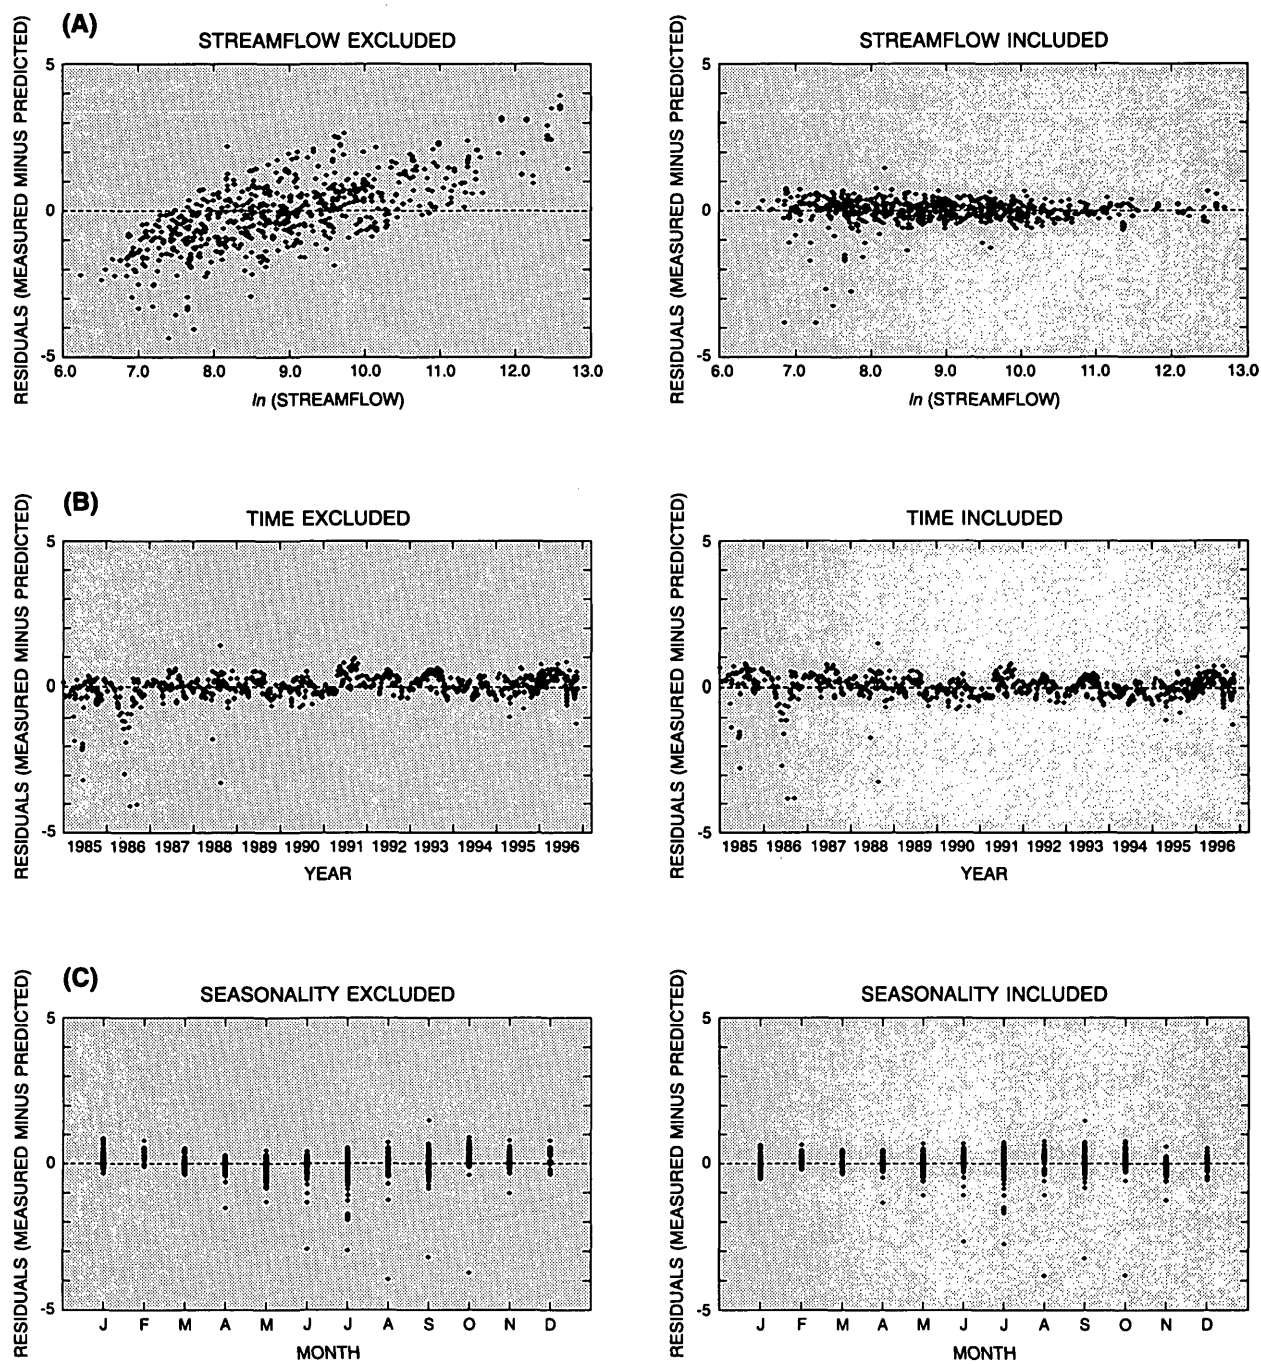 (A)
STREAMFLOW EXCLUDED
RESIDUALS (MEASURED MINUS PREDICTED)
5
0
-5
6.0 7.0 8.0 9.0 10.0 11.0 12.0 13.0
ln (STREAMFLOW)
STREAMFLOW INCLUDED
RESIDUALS (MEASURED MINUS PREDICTED)
5
0
-5
6.0 7.0 8.0 9.0 10.0 11.0 12.0 13.0
ln (STREAMFLOW)
(B)
TIME EXCLUDED
RESIDUALS (MEASURED MINUS PREDICTED)
5
0
-5
1985 1986 1987 1988 1989 1990 1991 1992 1993 1994 1995 1996
YEAR
TIME INCLUDED
RESIDUALS (MEASURED MINUS PREDICTED)
5
0
-5
1985 1986 1987 1988 1989 1990 1991 1992 1993 1994 1995 1996
YEAR
(C)
SEASONALITY EXCLUDED
RESIDUALS (MEASURED MINUS PREDICTED)
5
0
-5
J F M A M J J A S O N D
MONTH
SEASONALITY INCLUDED
RESIDUALS (MEASURED MINUS PREDICTED)
5
0
-5
J F M A M J J A S O N D
MONTH